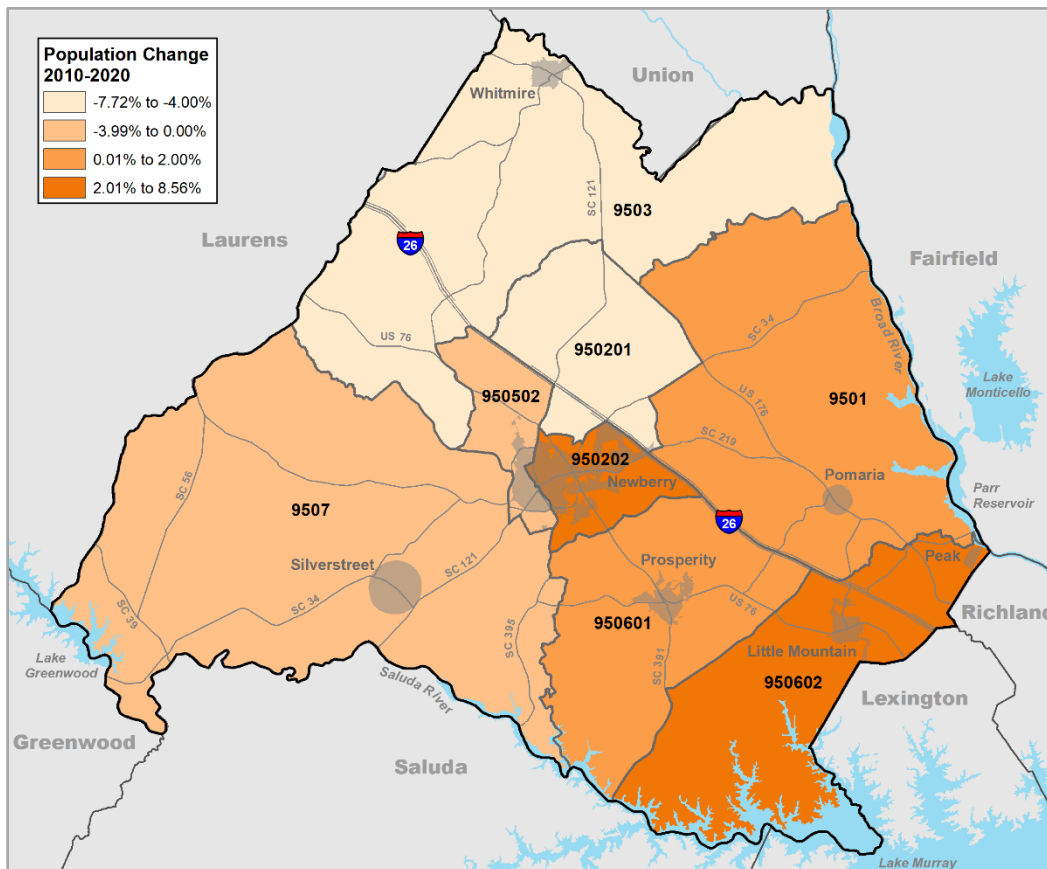 Population Change
2010-2020
-7.72% to -4.00%
-3.99% to 0.00%
0.01% to 2.00%
2.01% to 8.56%
Union
Whitmire
SC 121
9503
Laurens
26
Fairfield
Broad River
SC 34
US 76
950201
Lake
Monticello
950502
US 176
9501
SC 219
950202
Newberry
Pomaria
SC 56
Parr
Reservoir
9507
26
Silverstreet
SC 121
Prosperity
Peak
SC 34
US 76
Richland
SC 39
SC 395
950601
Little Mountain
SC 391
Lake
Greenwood
Saluda River
950602
Lexington
Greenwood
Saluda
Lake Murray